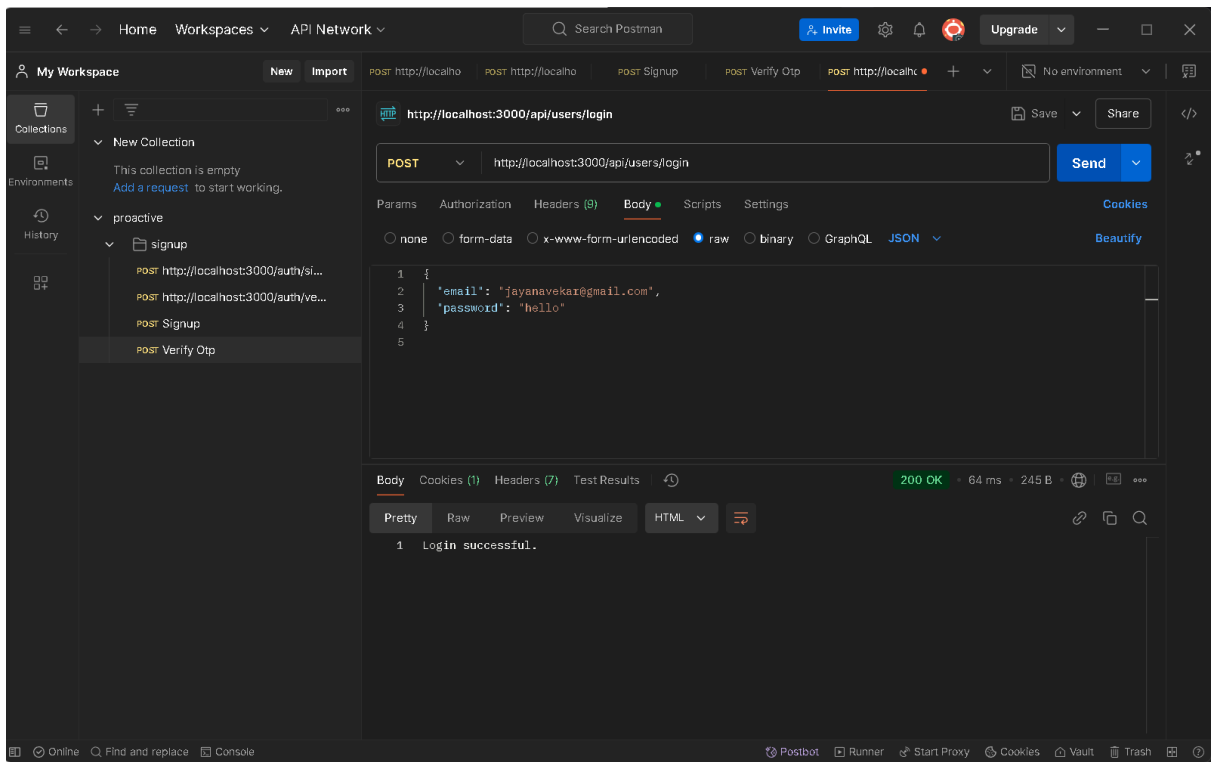 Home Workspaces API Network Search Postman Invite Upgrade
My Workspace New Import POST http://localho POST http://localho POST Signup POST Verify Otp POST http://localhc No environment
Collections
Environments
History
New Collection
This collection is empty
Add a request to start working.
proactive
signup
POST http://localhost:3000/auth/si...
POST http://localhost:3000/auth/ve...
POST Signup
POST Verify Otp
HTTP http://localhost:3000/api/users/login Save Share
POST http://localhost:3000/api/users/login Send
Params Authorization Headers (9) Body Scripts Settings Cookies
none form-data x-www-form-urlencoded raw binary GraphQL JSON Beautify
1 {
2 "email": "jayanavekar@gmail.com",
3 "password": "hello"
4 }
5
Body Cookies (1) Headers (7) Test Results 200 OK 64 ms 245 B e.g.
Pretty Raw Preview Visualize HTML
1 Login successful.
Online Find and replace Console Postbot Runner Start Proxy Cookies Vault Trash